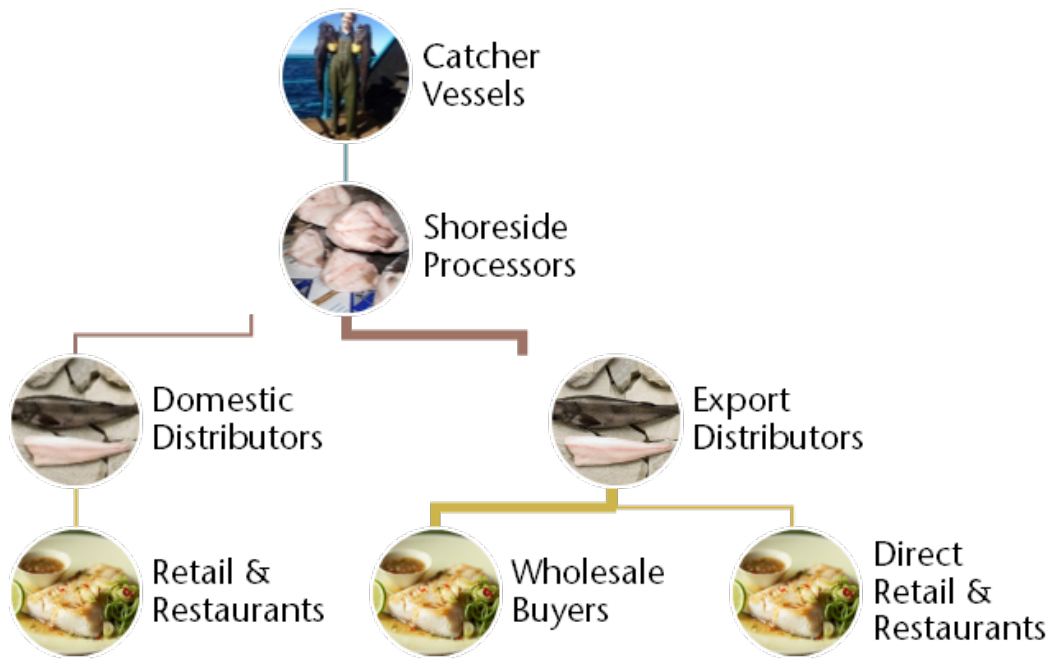 Catcher
Vessels
Shoreside
Processors
Domestic
Distributors
Export
Distributors
Retail &
Restaurants
Wholesale
Buyers
Direct
Retail &
Restaurants